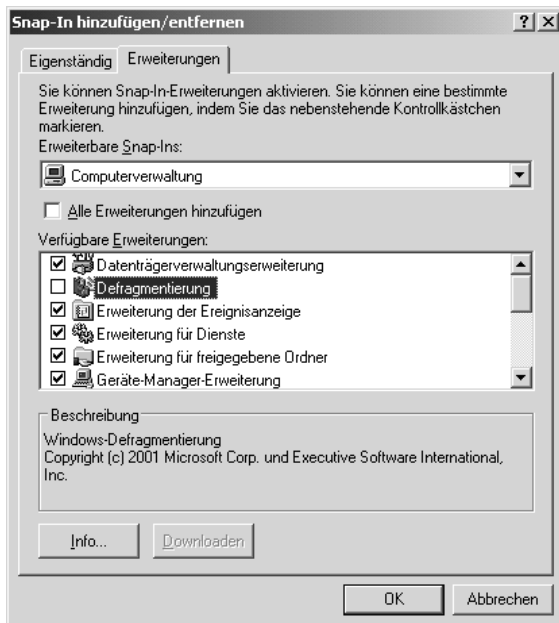 Snap-In hinzufügen/entfernen
Eigenständig
Erweiterungen
Sie können Snap-In-Erweiterungen aktivieren. Sie können eine bestimmte
Erweiterung hinzufügen, indem Sie das nebenstehende Kontrollkästchen
markieren.
Erweiterbare Snap-Ins:
Computerverwaltung
Alle Erweiterungen hinzufügen
Verfügbare Erweiterungen:
Datenträgerverwaltungserweiterung
Defragmentierung
Erweiterung der Ereignisanzeige
Erweiterung für Dienste
Erweiterung für freigegebene Ordner
Geräte-Manager-Erweiterung
Beschreibung
Windows-Defragmentierung
Copyright (c) 2001 Microsoft Corp. und Executive Software International,
Inc.
Info...
Downloaden
OK
Abbrechen